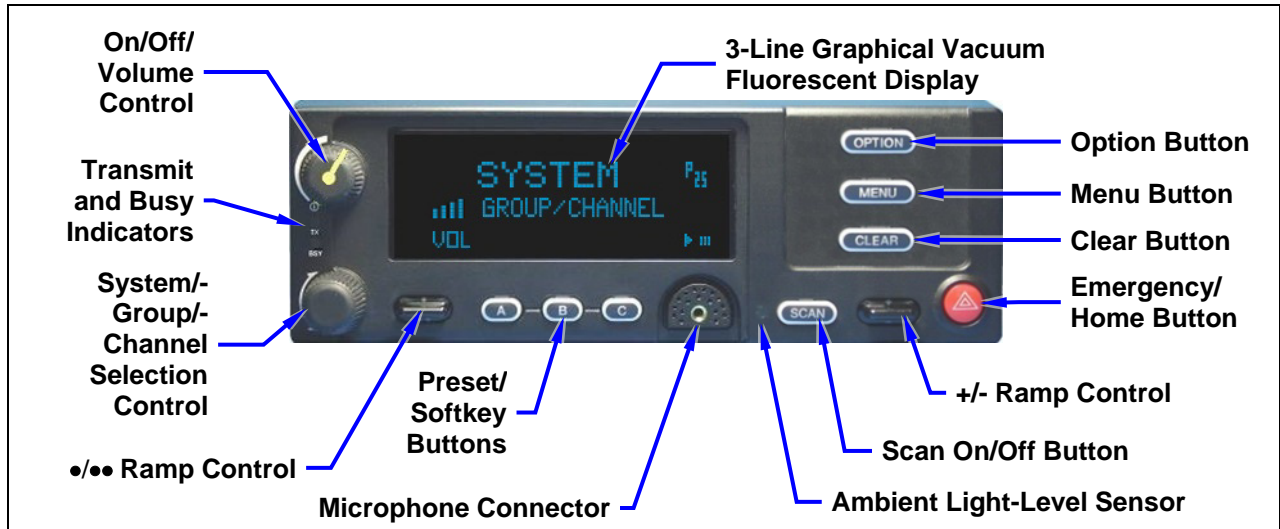 On/Off/
Volume
Control
3-Line Graphical Vacuum
Fluorescent Display
Transmit
and Busy
Indicators
System/-
Group/-
Channel
Selection
Control
●/●● Ramp Control
Preset/
Softkey
Buttons
Microphone Connector
Option Button
Menu Button
Clear Button
Emergency/
Home Button
+/- Ramp Control
Scan On/Off Button
Ambient Light-Level Sensor
SYSTEM P25
GROUP/CHANNEL
VOL
TX
BSY
A B C
SCAN
OPTION
MENU
CLEAR